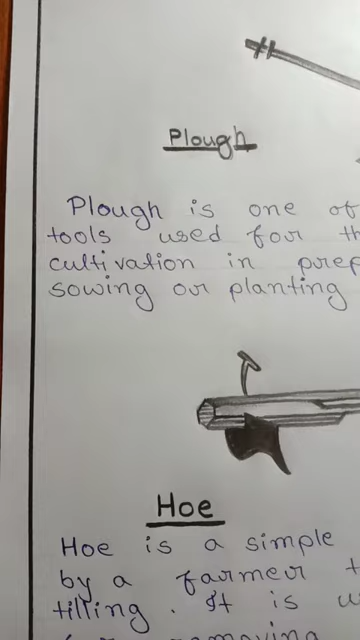 Plough
Plough is one of
tools used for th
cultivation in prep
sowing or planting
Hoe
Hoe is a simple
by a farmer t
tilling. It is u